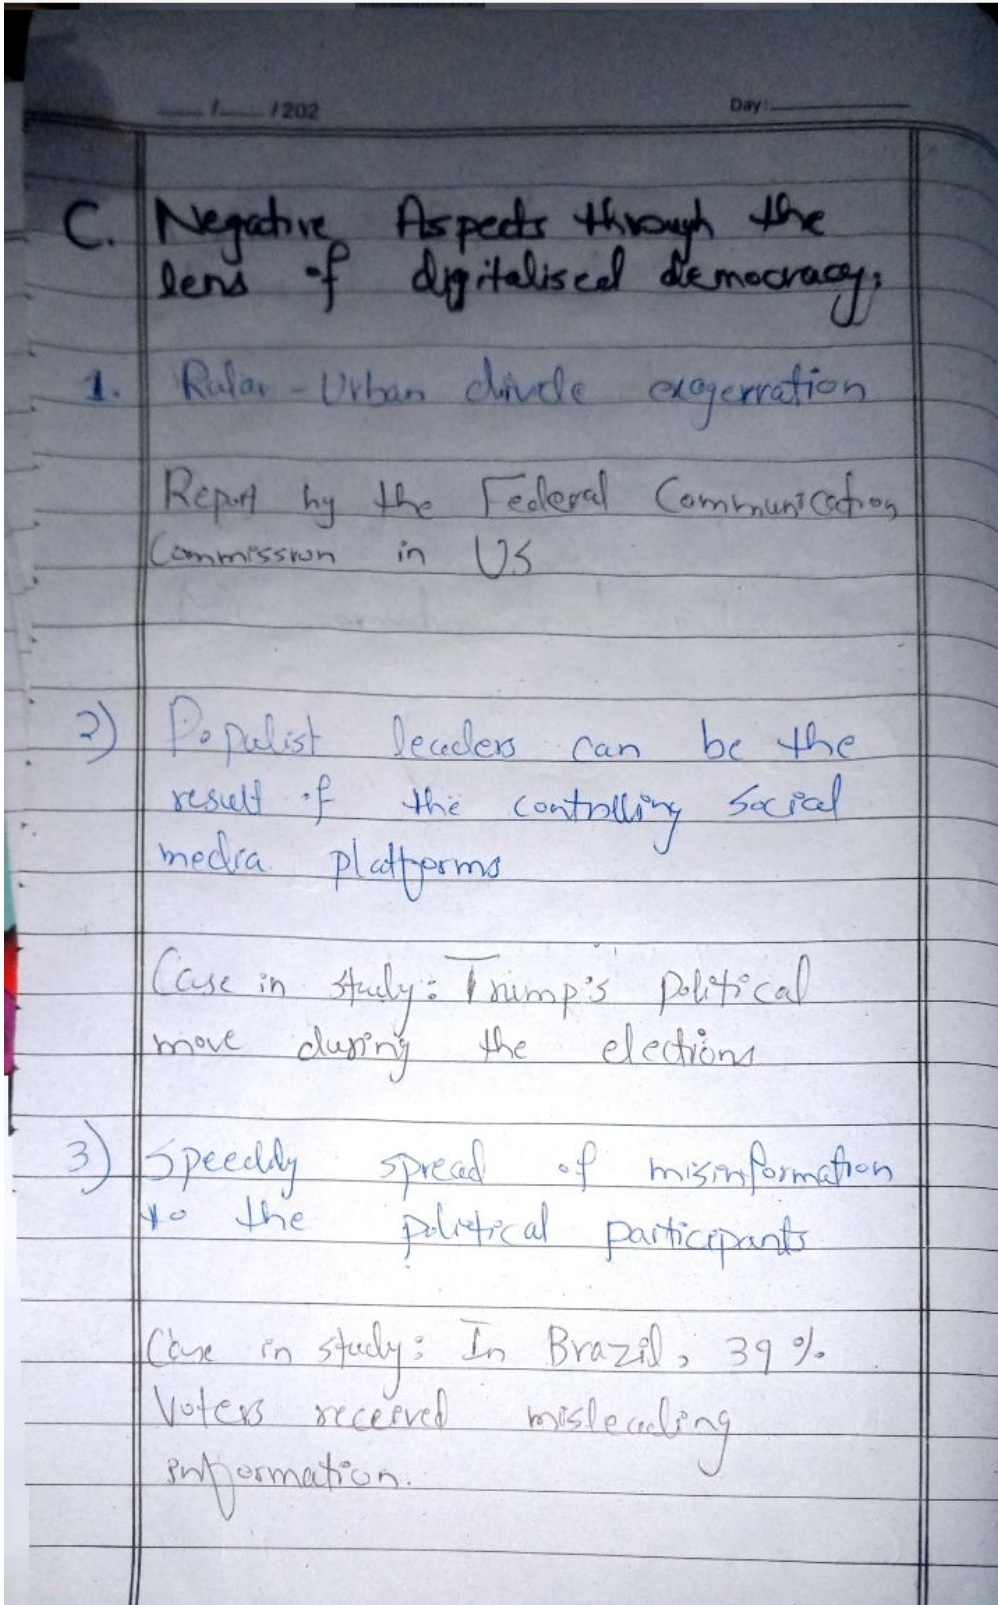 / /202
Day:
C. Negative Aspects through the
lens of digitalised democracy;
1. Rular-Urban divide exagerration
Report by the Federal Communication
Commission in US
2) Populist leaders can be the
result of the controlling social
media platforms
Case in study: Trump's political
move during the elections
3) Speedly spread of misinformation
to the political participants
Case in study: In Brazil, 39 %
Voters received misleading
information.